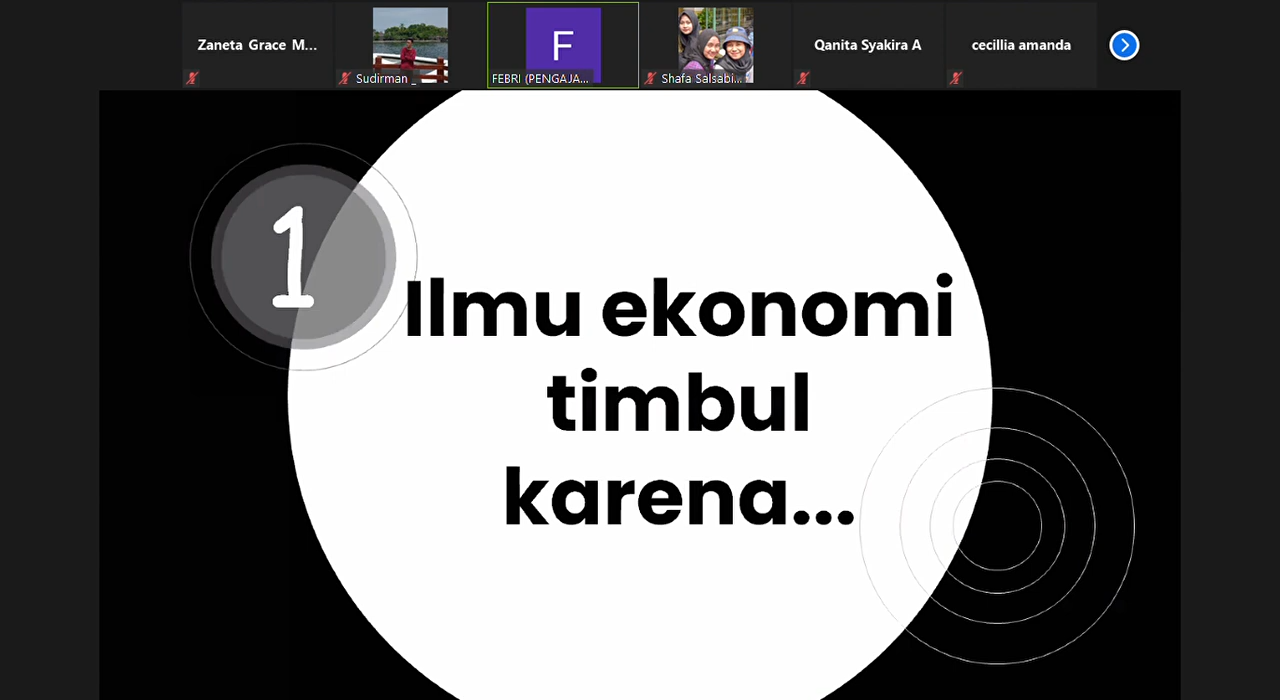 Zaneta Grace M...
Sudirman _
F
FEBRI (PENGAJA...
Shafa Salsabi...
Qanita Syakira A
cecillia amanda
1
Ilmu ekonomi
timbul
karena...